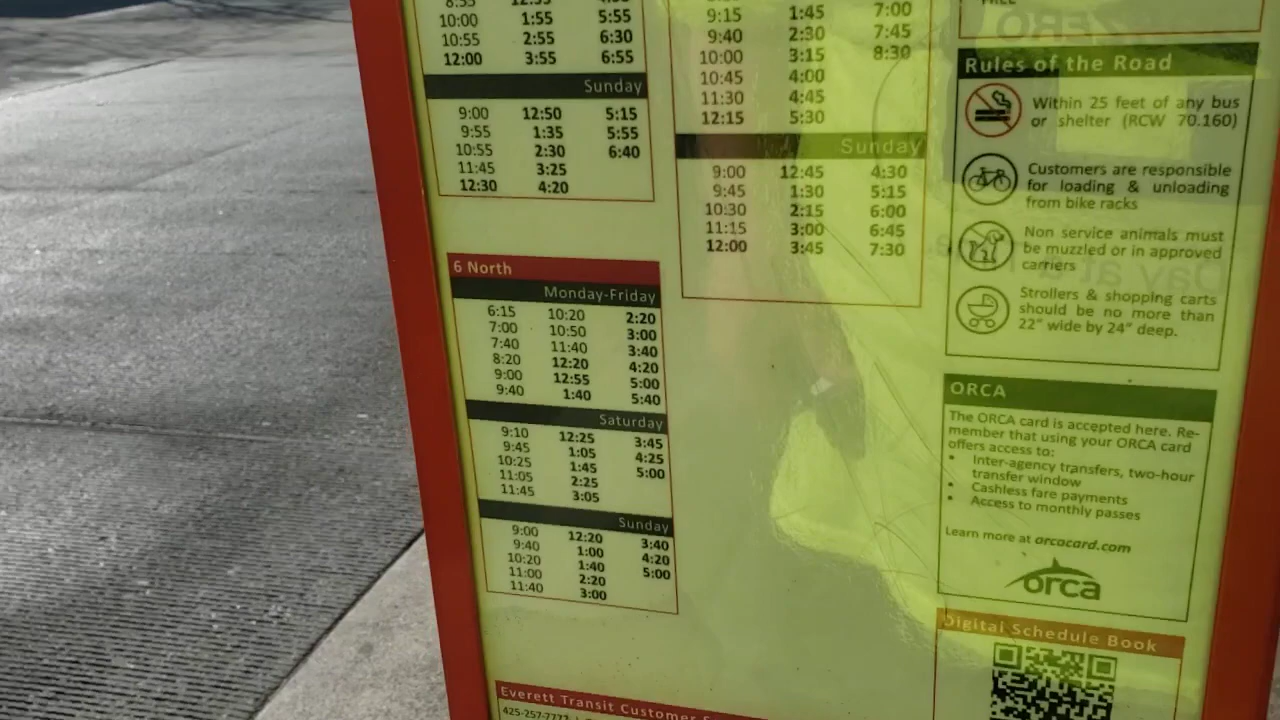 10:00 1:55 5:55
10:55 2:55 6:30
12:00 3:55 6:55
Sunday
9:00 12:50 5:15
9:55 1:35 5:55
10:55 2:30 6:40
11:45 3:25
12:30 4:20
6 North
Monday-Friday
6:15 10:20 2:20
7:00 10:50 3:00
7:40 11:40 3:40
8:20 12:20 4:20
9:00 12:55 5:00
9:40 1:40 5:40
Saturday
9:10 12:25 3:45
9:45 1:05 4:25
10:25 1:45 5:00
11:05 2:25
11:45 3:05
Sunday
9:00 12:20 3:40
9:40 1:00 4:20
10:20 1:40 5:00
11:00 2:20
11:40 3:00
Everett Transit Customer
425-257-7777
9:15 1:45 7:00
9:40 2:30 7:45
10:00 3:15 8:30
10:45 4:00
11:30 4:45
12:15 5:30
Sunday
9:00 12:45 4:30
9:45 1:30 5:15
10:30 2:15 6:00
11:15 3:00 6:45
12:00 3:45 7:30
FREE
Rules of the Road
Within 25 feet of any bus
or shelter (RCW 70.160)
Customers are responsible
for loading & unloading
from bike racks
Non service animals must
be muzzled or in approved
carriers
Strollers & shopping carts
should be no more than
22" wide by 24" deep.
ORCA
The ORCA card is accepted here. Re-
member that using your ORCA card
offers access to:
• Inter-agency transfers, two-hour
transfer window
• Cashless fare payments
• Access to monthly passes
Learn more at orcacard.com
orca
Digital Schedule Book